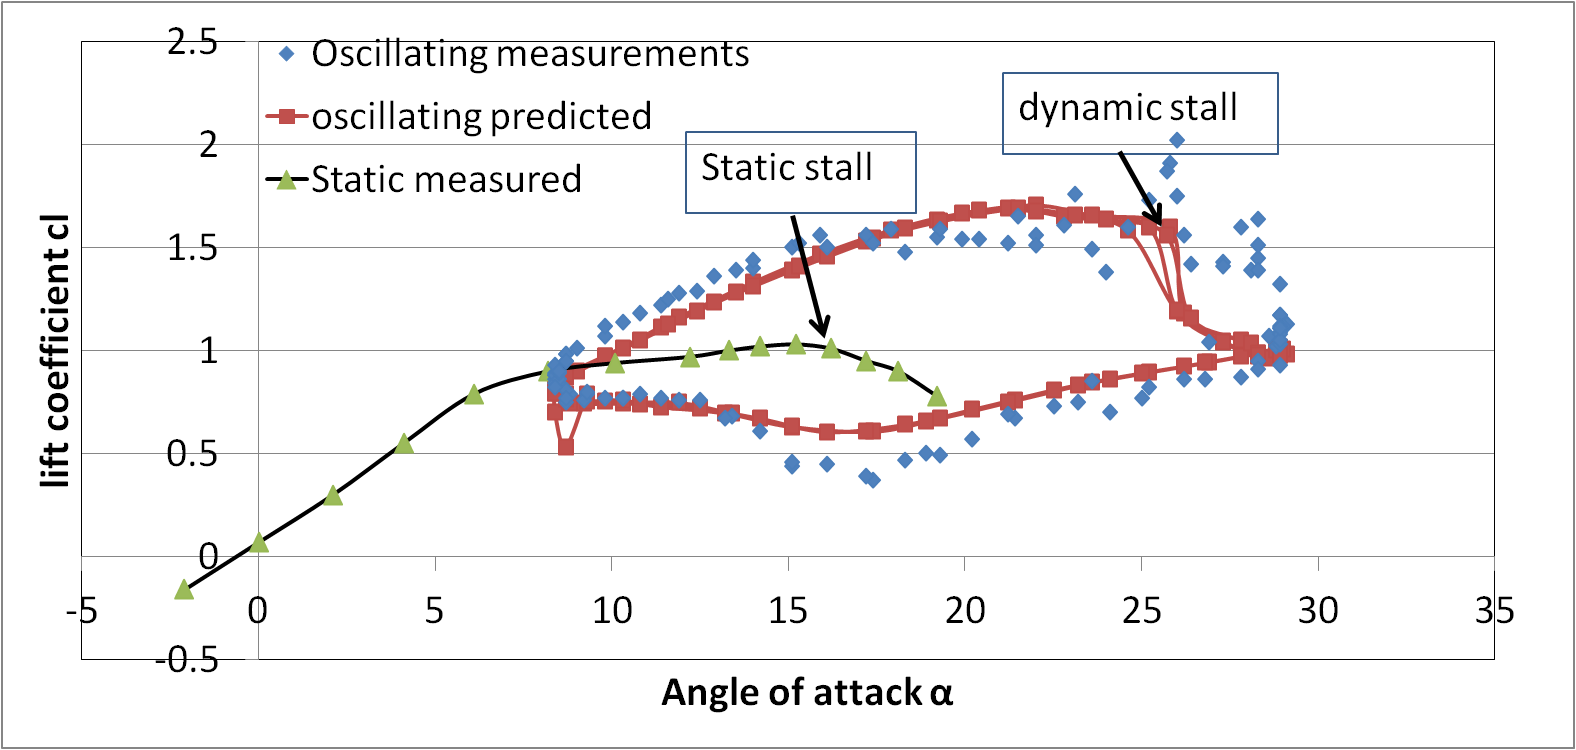 2.5
Oscillating measurements
dynamic stall
oscillating predicted
2
Static stall
Static measured
1.5
1
0.5
0
-5
0
5
10
15
20
25
30
35
-0.5
lift coefficient cl
Angle of attack α